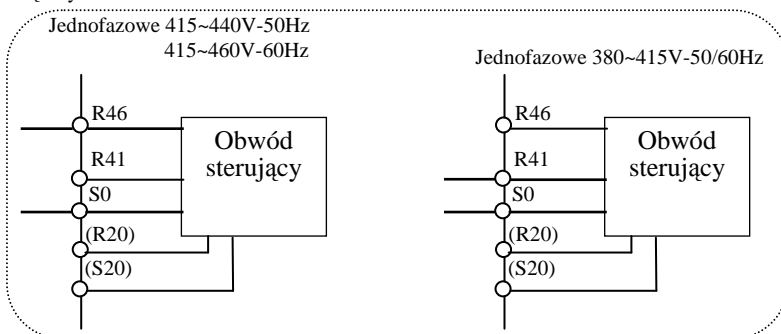 Jednofazowe 415~440V-50Hz
415~460V-60Hz
R46
R41
S0
(R20)
(S20)
Obwód
sterujący
Jednofazowe 380~415V-50/60Hz
R46
R41
S0
(R20)
(S20)
Obwód
sterujący